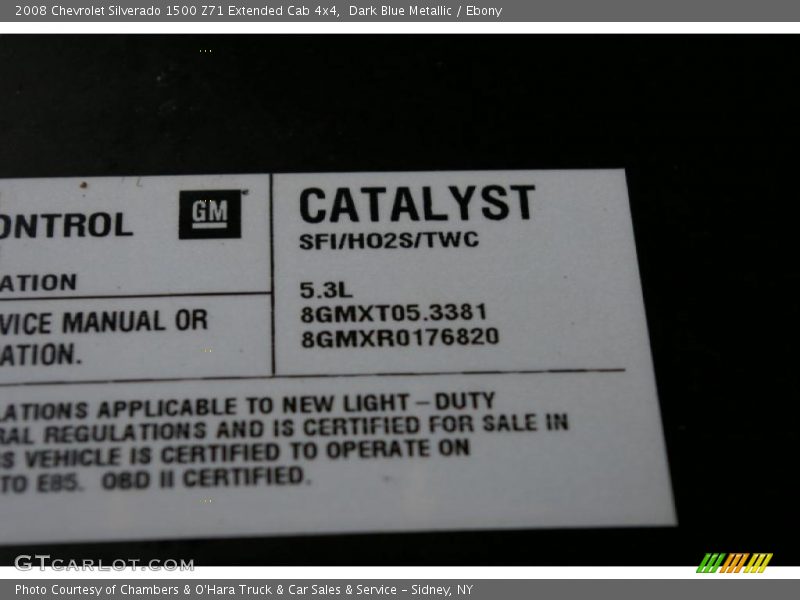 2008 Chevrolet Silverado 1500 Z71 Extended Cab 4x4,  Dark Blue Metallic / Ebony
ONTROL
GM
ATION
VICE MANUAL OR
ATION.
CATALYST
SFI/HO2S/TWC
5.3L
8GMXT05.3381
8GMXR0176820
LATIONS APPLICABLE TO NEW LIGHT-DUTY
RAL REGULATIONS AND IS CERTIFIED FOR SALE IN
S VEHICLE IS CERTIFIED TO OPERATE ON
TO E85. OBD II CERTIFIED.
GTCARLOT.COM
Photo Courtesy of Chambers & O'Hara Truck & Car Sales & Service - Sidney, NY